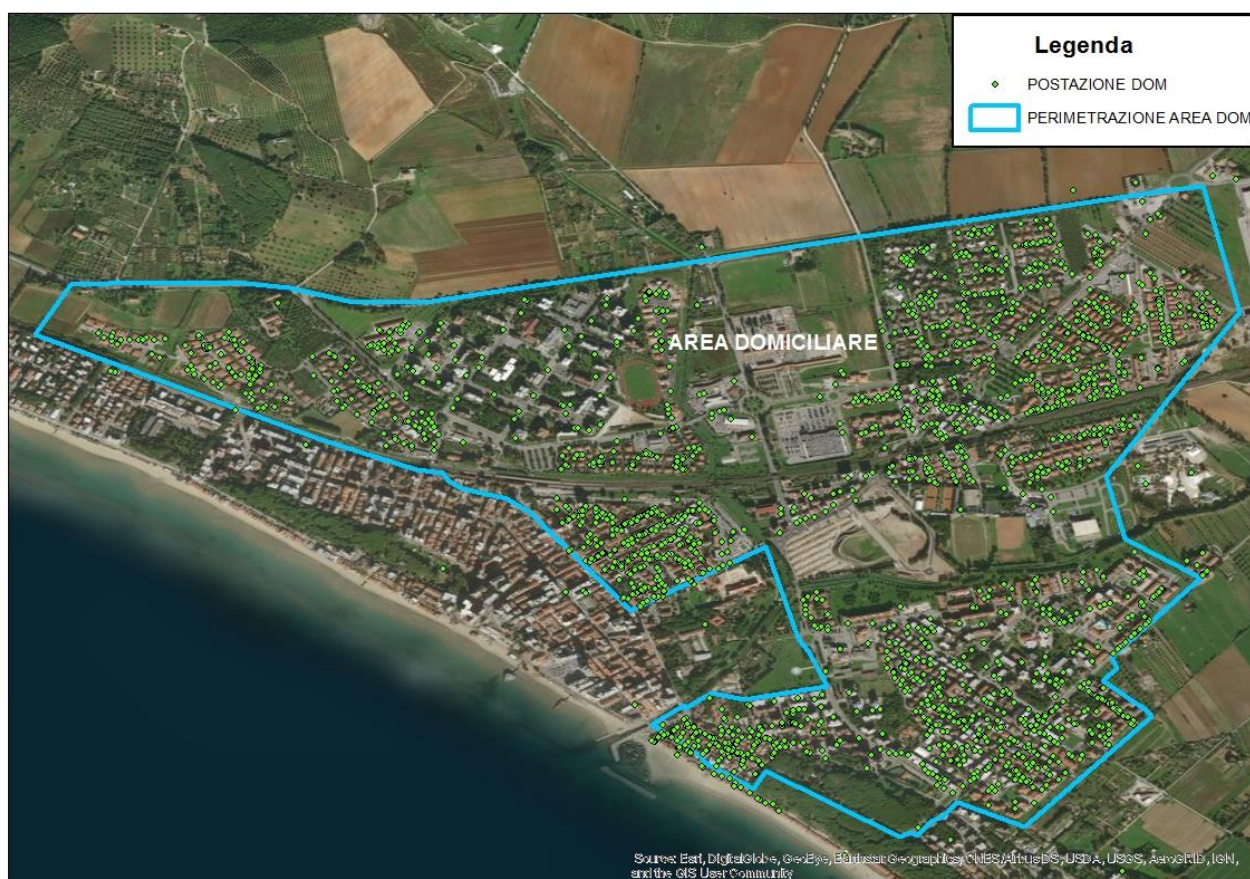 Legenda
POSTAZIONE DOM
PERIMETRAZIONE AREA DOM
AREA DOMICILIARE
Source: Esri, DigitalGlobe, GeoEye, Earthstar Geographics, CNES/Airbus DS, USDA, USGS, AeroGRID, IGN,
and the GIS User Community